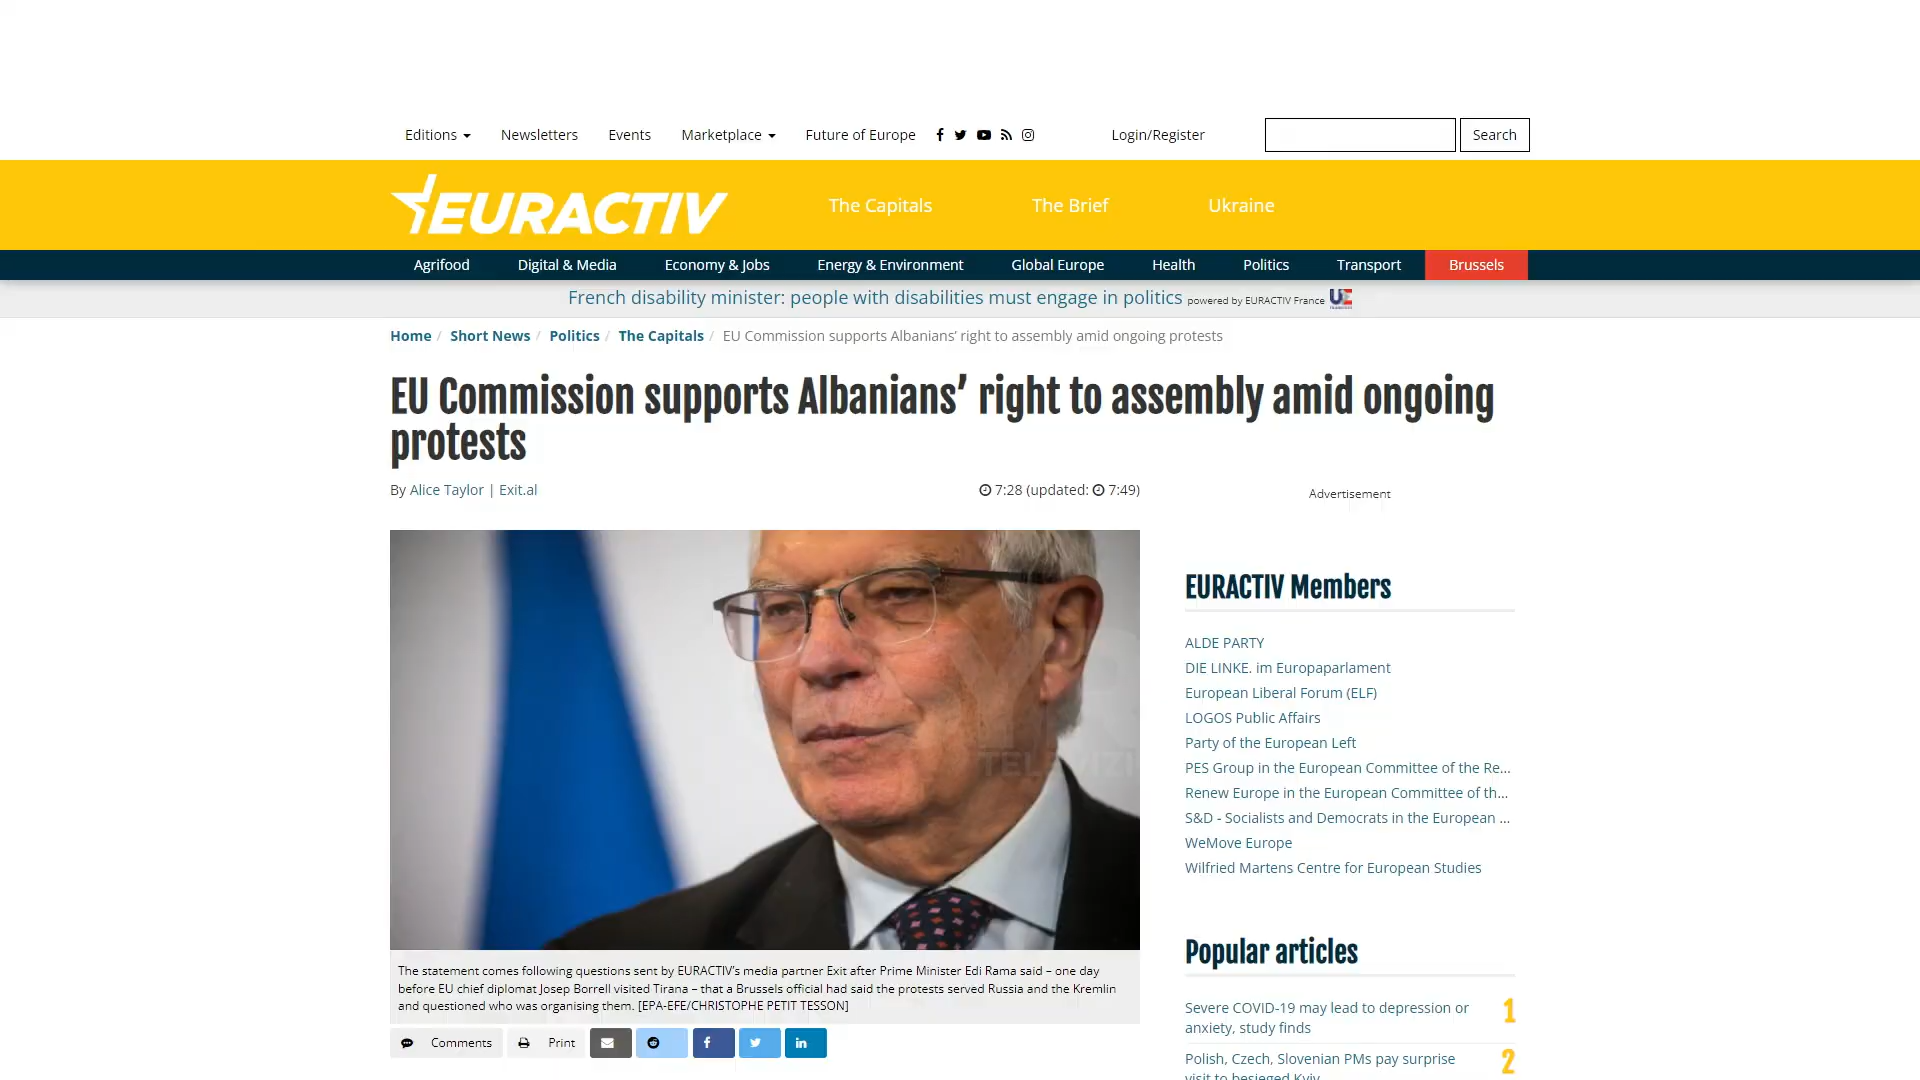 Editions Newsletters Events Marketplace Future of Europe Login/Register Search
EURACTIV The Capitals The Brief Ukraine
Agrifood Digital & Media Economy & Jobs Energy & Environment Global Europe Health Politics Transport Brussels
French disability minister: people with disabilities must engage in politics powered by EURACTIV France
Home / Short News / Politics / The Capitals / EU Commission supports Albanians’ right to assembly amid ongoing protests
EU Commission supports Albanians’ right to assembly amid ongoing
protests
By Alice Taylor | Exit.al 7:28 (updated: 7:49)
The statement comes following questions sent by EURACTIV’s media partner Exit after Prime Minister Edi Rama said – one day
before EU chief diplomat Josep Borrell visited Tirana – that a Brussels official had said the protests served Russia and the Kremlin
and questioned who was organising them. [EPA-EFE/CHRISTOPHE PETIT TESSON]
Comments Print
Advertisement
EURACTIV Members
ALDE PARTY
DIE LINKE. im Europaparlament
European Liberal Forum (ELF)
LOGOS Public Affairs
Party of the European Left
PES Group in the European Committee of the Re...
Renew Europe in the European Committee of th...
S&D - Socialists and Democrats in the European ...
WeMove Europe
Wilfried Martens Centre for European Studies
Popular articles
Severe COVID-19 may lead to depression or 1
anxiety, study finds
Polish, Czech, Slovenian PMs pay surprise 2
visit to besieged Kyiv